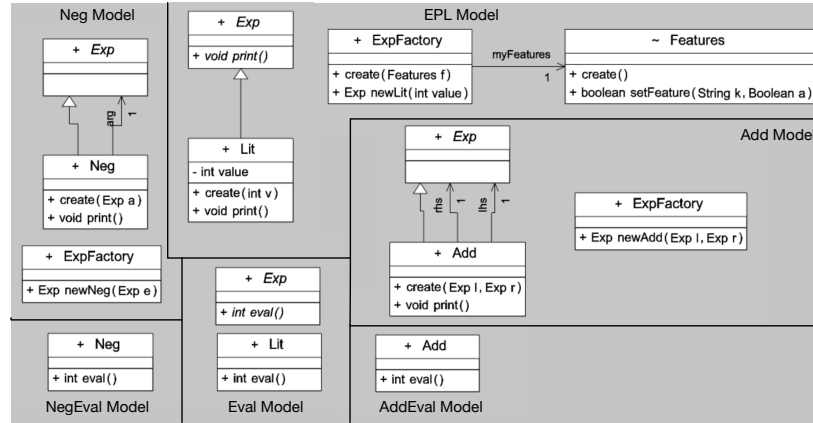 Neg Model
+ Exp
arg
1
+ Neg
+ create(Exp a)
+ void print()
+ ExpFactory
+ Exp newNeg(Exp e)
+ Exp
+ void print()
+ Lit
- int value
+ create(int v)
+ void print()
EPL Model
+ ExpFactory
+ create(Features f)
+ Exp newLit(int value)
myFeatures
1
~ Features
+ create()
+ boolean setFeature(String k, Boolean a)
Add Model
+ Exp
rhs
1
lhs
1
+ Add
+ create(Exp l, Exp r)
+ void print()
+ ExpFactory
+ Exp newAdd(Exp l, Exp r)
+ Neg
+ int eval()
NegEval Model
+ Exp
+ int eval()
+ Lit
+ int eval()
Eval Model
+ Add
+ int eval()
AddEval Model